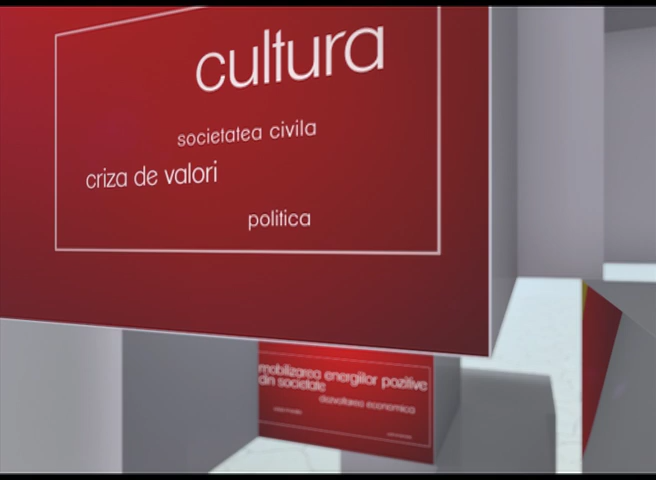 cultura
societatea civila
criza de valori
politica
mobilizarea energiilor pozitive
din societate
dezvoltarea economica